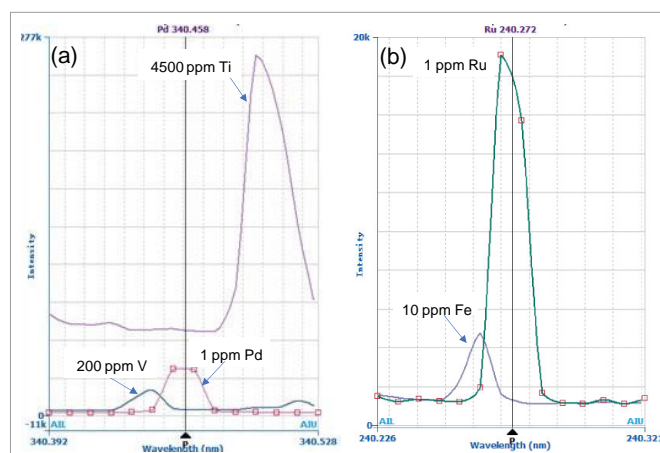 Pd 340.458
277k
(a)
4500 ppm Ti
Intensity
200 ppm V
1 ppm Pd
0
-11k
AIL
AIU
340.392
Wavelength (nm)
P
340.528
Ru 240.272
20k
(b)
1 ppm Ru
Intensity
10 ppm Fe
0
AIL
AIU
240.226
Wavelength (nm)
P
240.321